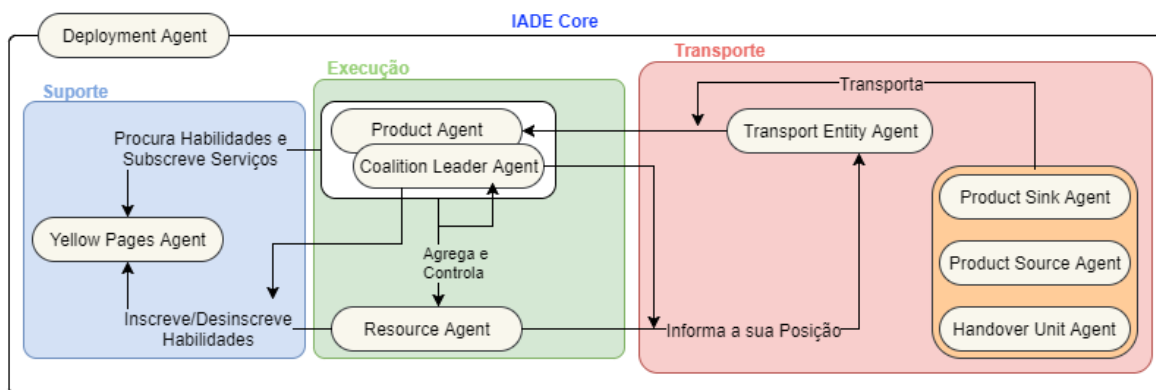 IADE Core
Deployment Agent
Suporte
Procura Habilidades e
Subscreve Serviços
Yellow Pages Agent
Inscreve/Desinscreve
Habilidades
Execução
Product Agent
Coalition Leader Agent
Agrega e
Controla
Resource Agent
Transporte
Transporta
Transport Entity Agent
Informa a sua Posição
Product Sink Agent
Product Source Agent
Handover Unit Agent